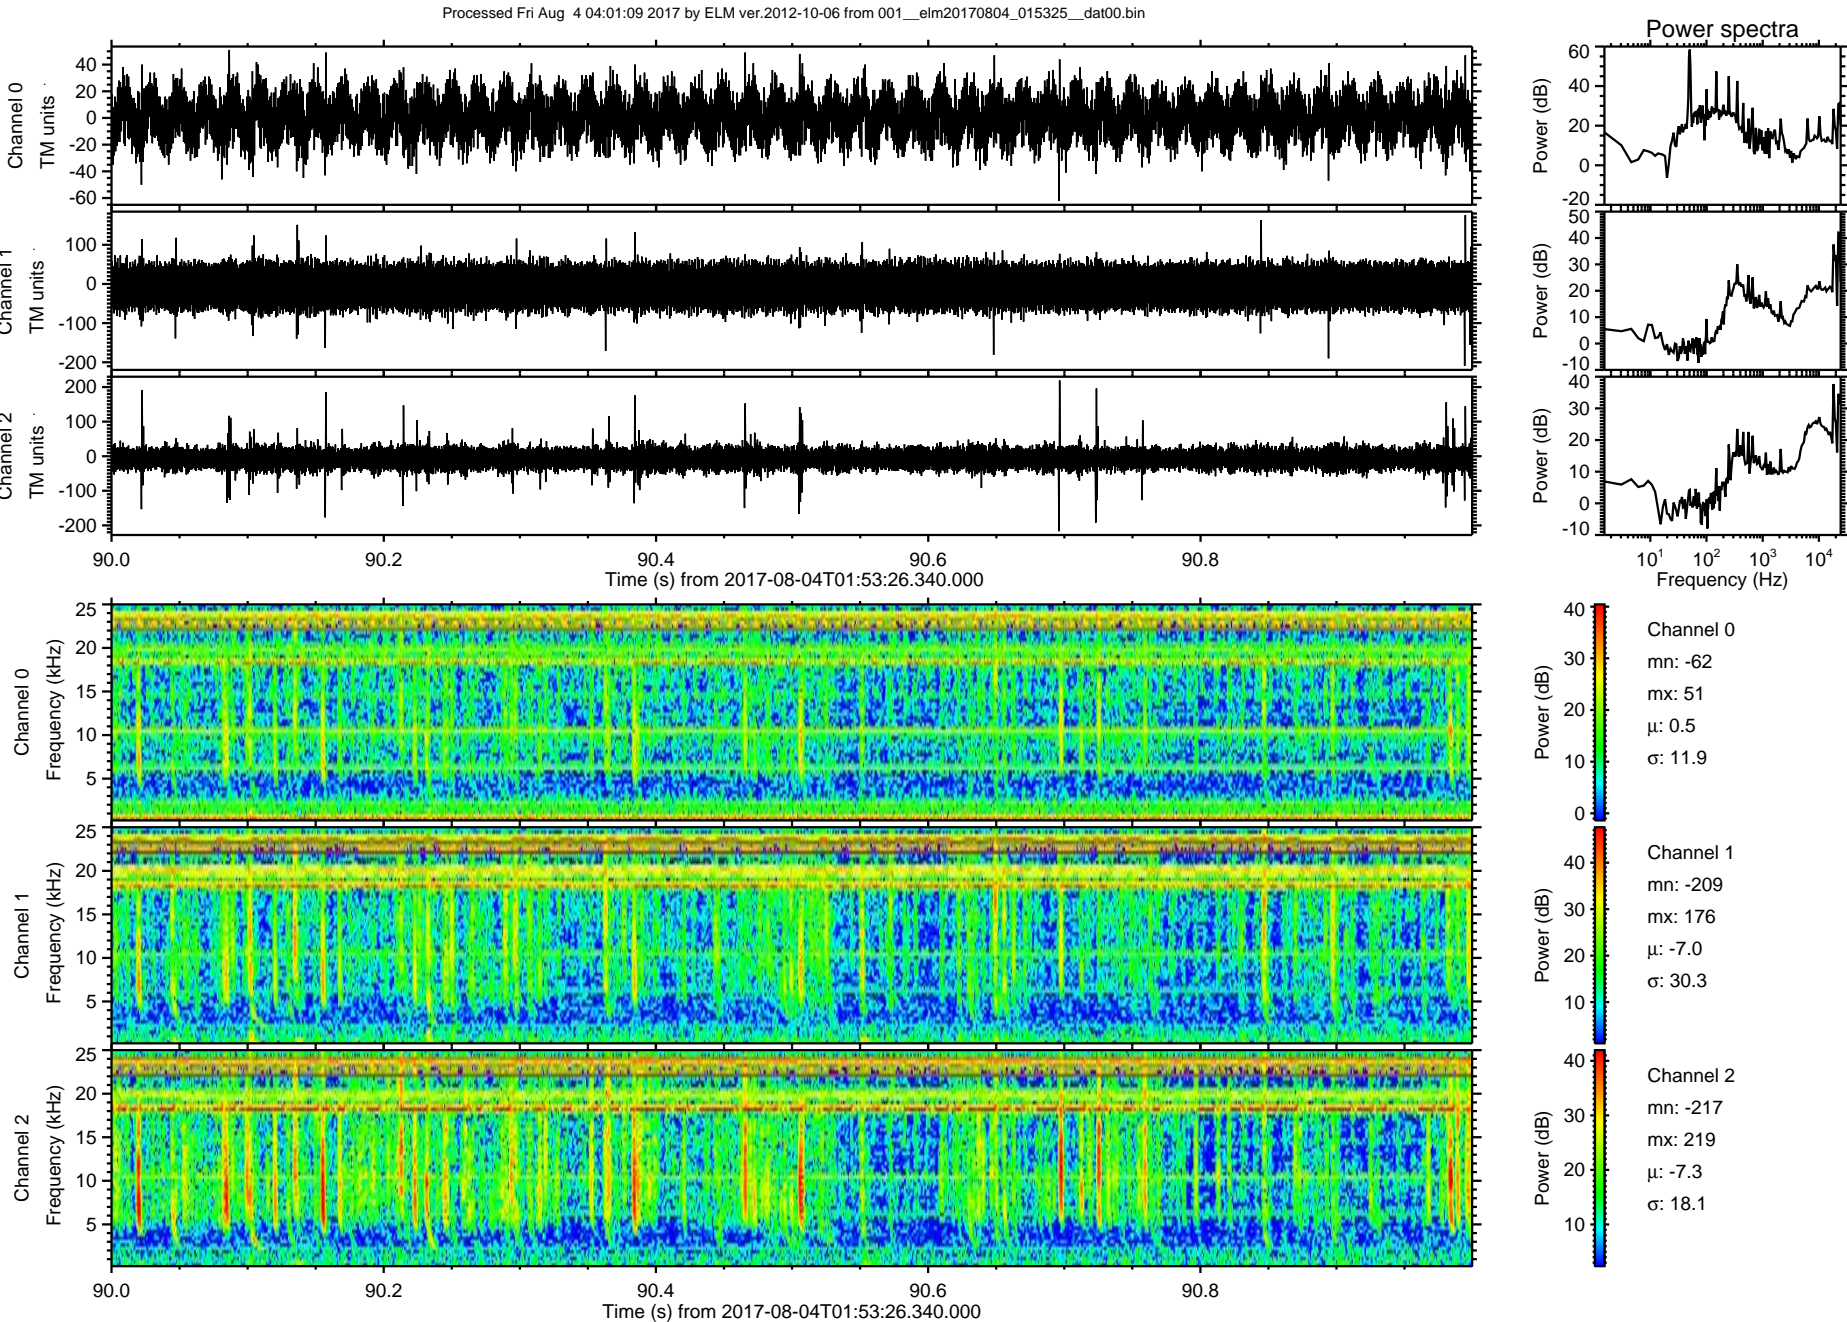 Processed Fri Aug  4 04:01:09 2017 by ELM ver.2012-10-06 from 001__elm20170804_015325__dat00.bin
Power spectra
Channel 0
TM units
40
20
0
-20
-40
-60
Power (dB)
60
40
20
0
-20
Channel 1
TM units
100
0
-100
-200
Power (dB)
50
40
30
20
10
0
-10
Channel 2
TM units
200
100
0
-100
-200
Power (dB)
40
30
20
10
0
-10
90.0 90.2 90.4 90.6 90.8
Time (s) from 2017-08-04T01:53:26.340.000
10^1 10^2 10^3 10^4
Frequency (Hz)
Channel 0
Frequency (kHz)
25
20
15
10
5
Power (dB)
40
30
20
10
0
Channel 0
mn: -62
mx: 51
μ: 0.5
σ: 11.9
Channel 1
Frequency (kHz)
25
20
15
10
5
Power (dB)
40
30
20
10
Channel 1
mn: -209
mx: 176
μ: -7.0
σ: 30.3
Channel 2
Frequency (kHz)
25
20
15
10
5
Power (dB)
40
30
20
10
Channel 2
mn: -217
mx: 219
μ: -7.3
σ: 18.1
90.0 90.2 90.4 90.6 90.8
Time (s) from 2017-08-04T01:53:26.340.000